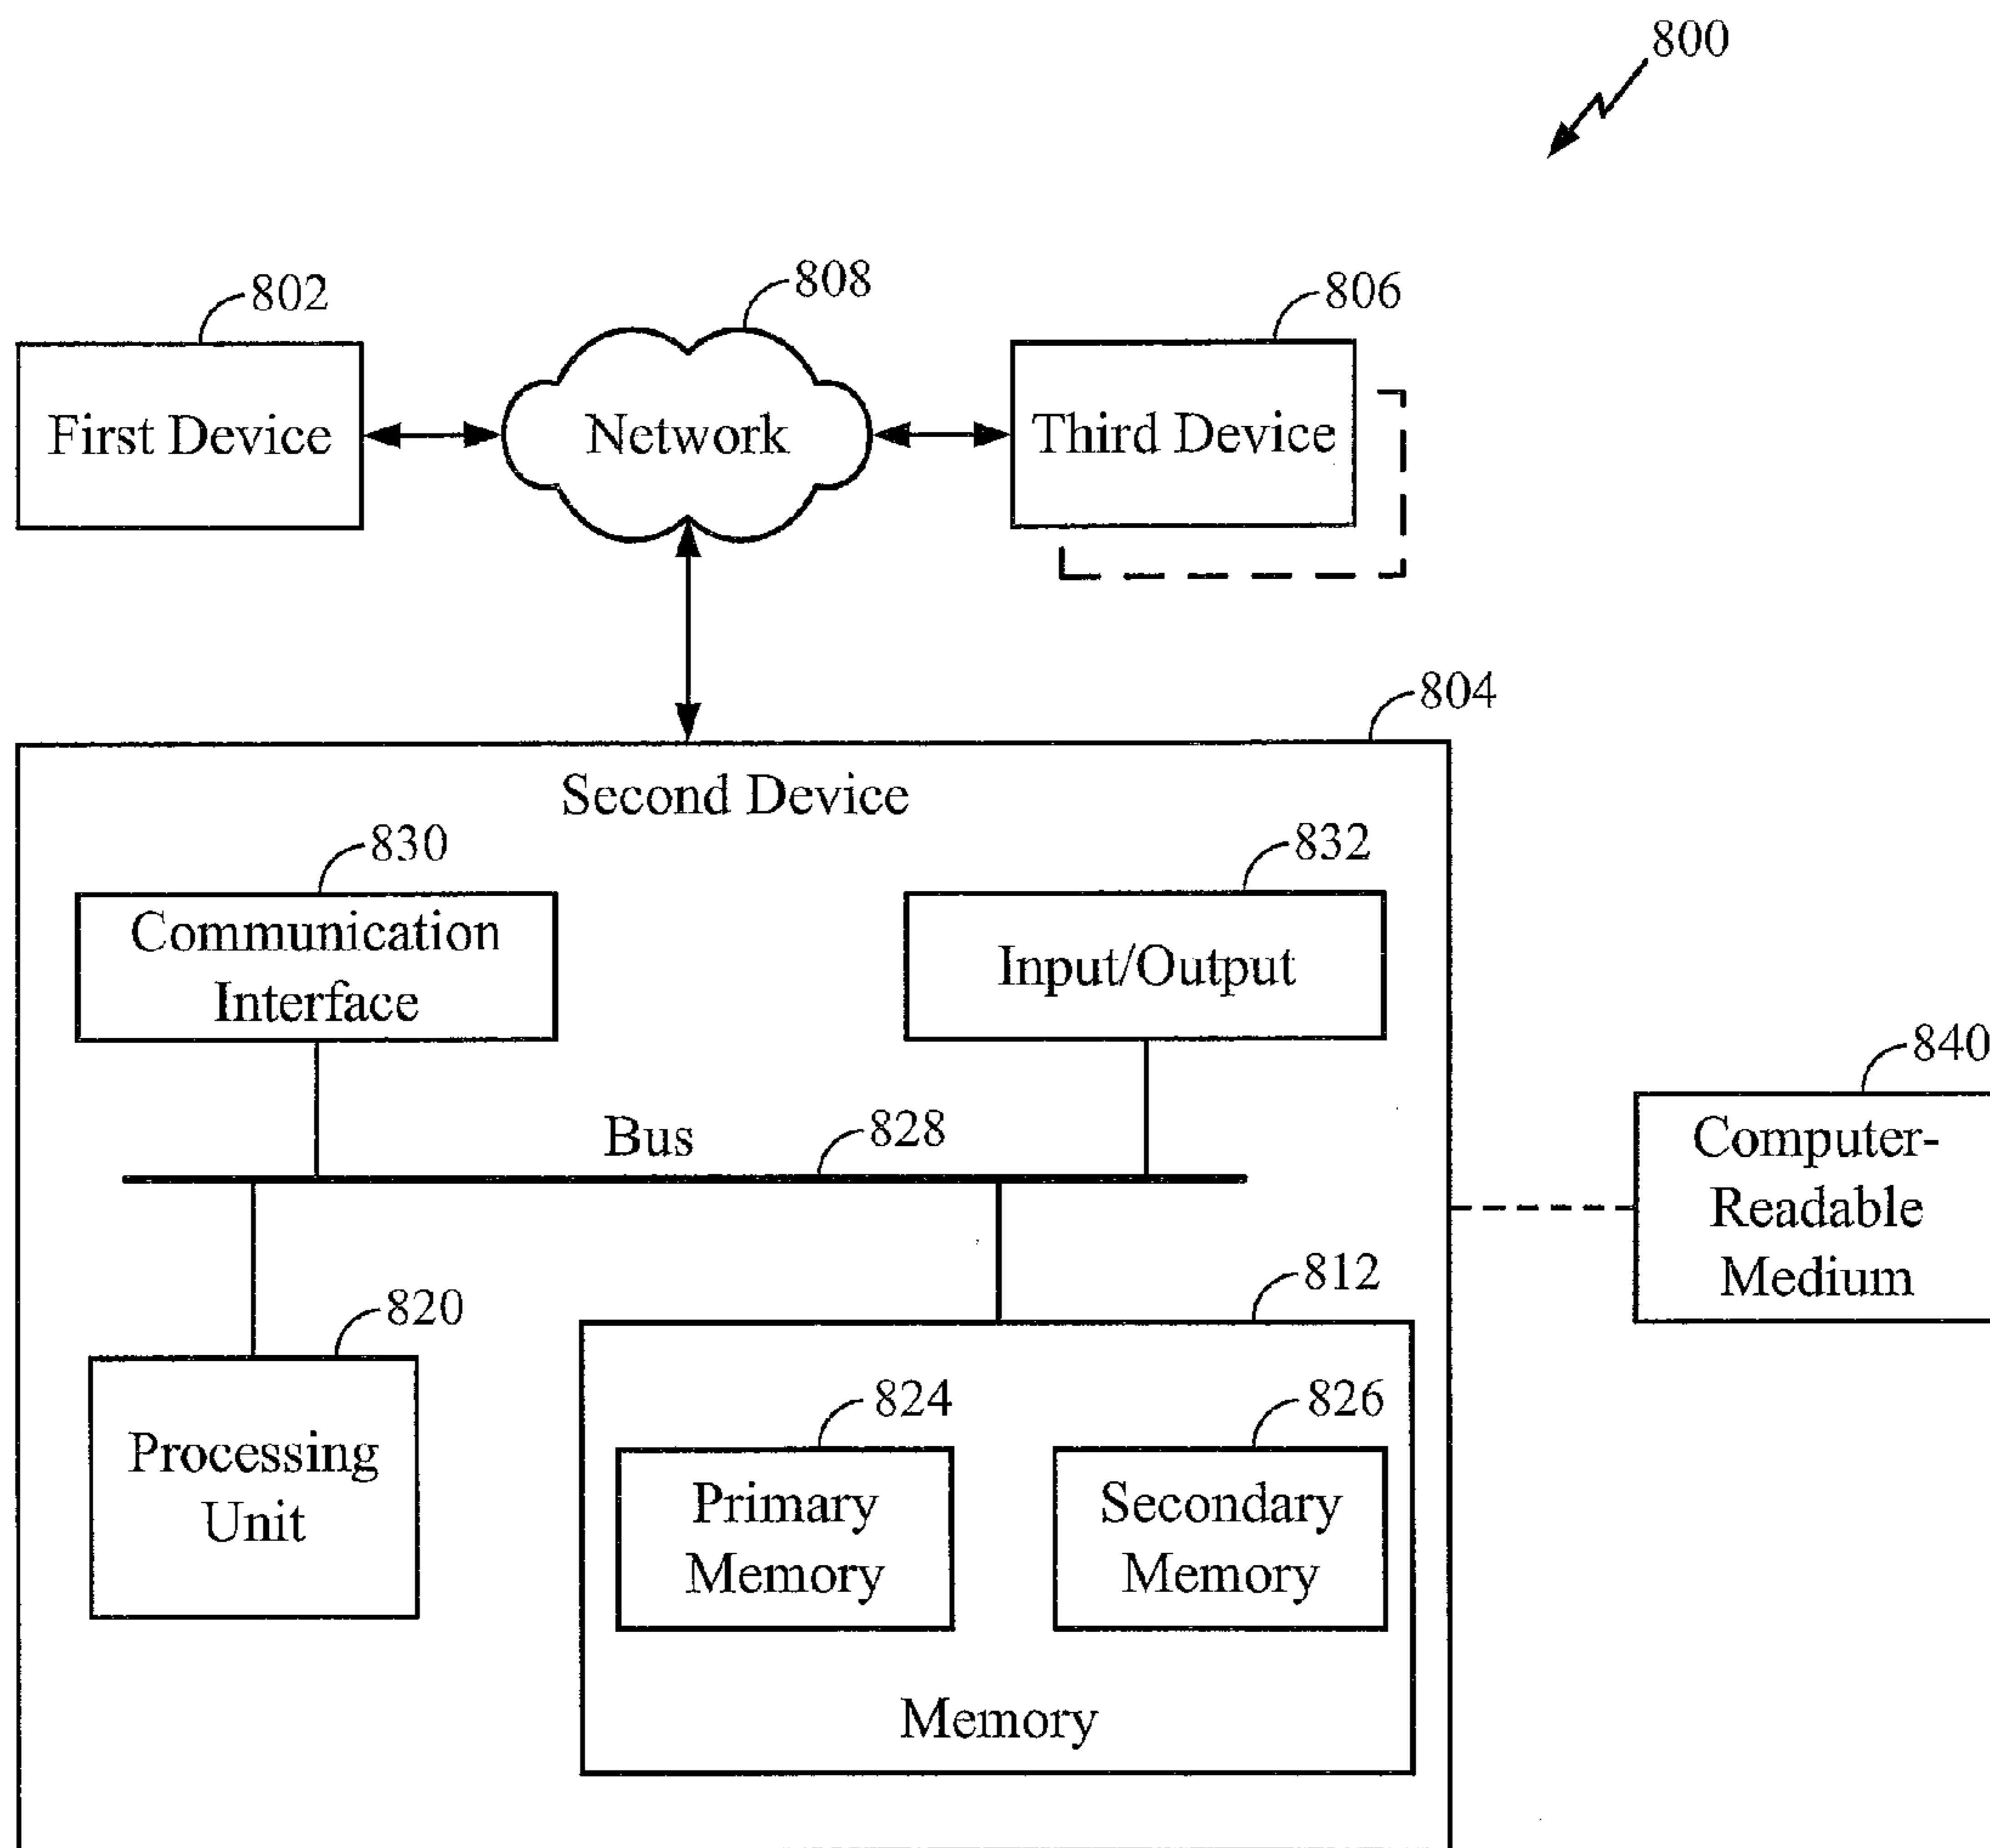 800
802
808
806
First Device
Network
Third Device
804
Second Device
830
832
Communication
Interface
Input/Output
840
Bus
828
Computer-
Readable
Medium
812
820
824
826
Processing
Unit
Primary
Memory
Secondary
Memory
Memory